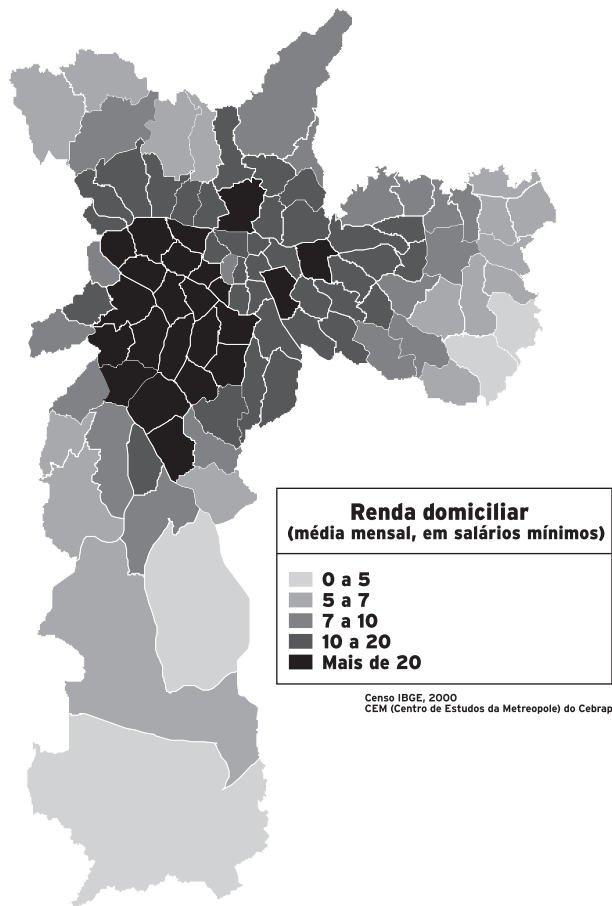 Renda domiciliar
(média mensal, em salários mínimos)
0 a 5
5 a 7
7 a 10
10 a 20
Mais de 20
Censo IBGE, 2000
CEM (Centro de Estudos da Metreopole) do Cebrap